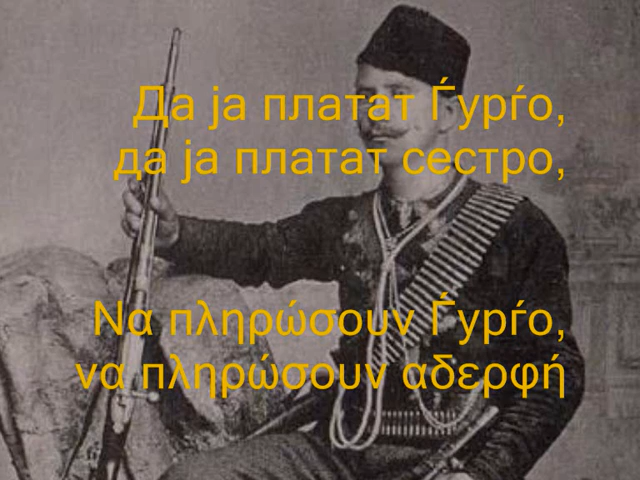 Да ја платат Ѓурѓо,
да ја платат сестро,
Να πληρώσουν Ѓурѓо,
να πληρώσουν αδερφή